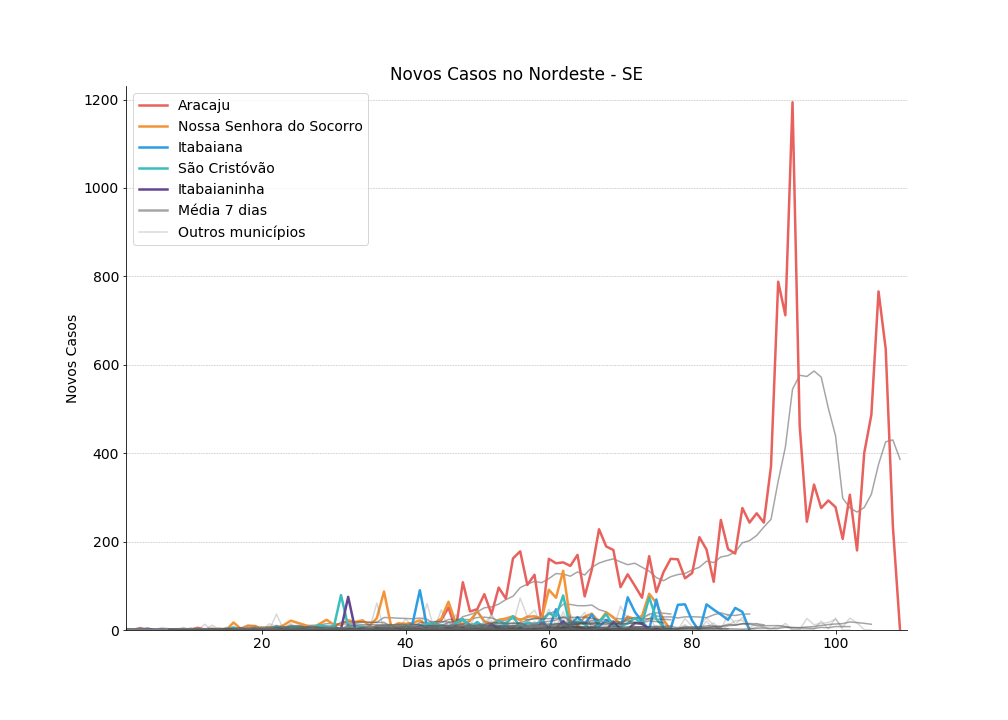 Novos Casos no Nordeste - SE
1200
1000
800
600
400
200
0
Novos Casos
Aracaju
Nossa Senhora do Socorro
Itabaiana
São Cristóvão
Itabaianinha
Média 7 dias
Outros municípios
20
40
60
80
100
Dias após o primeiro confirmado